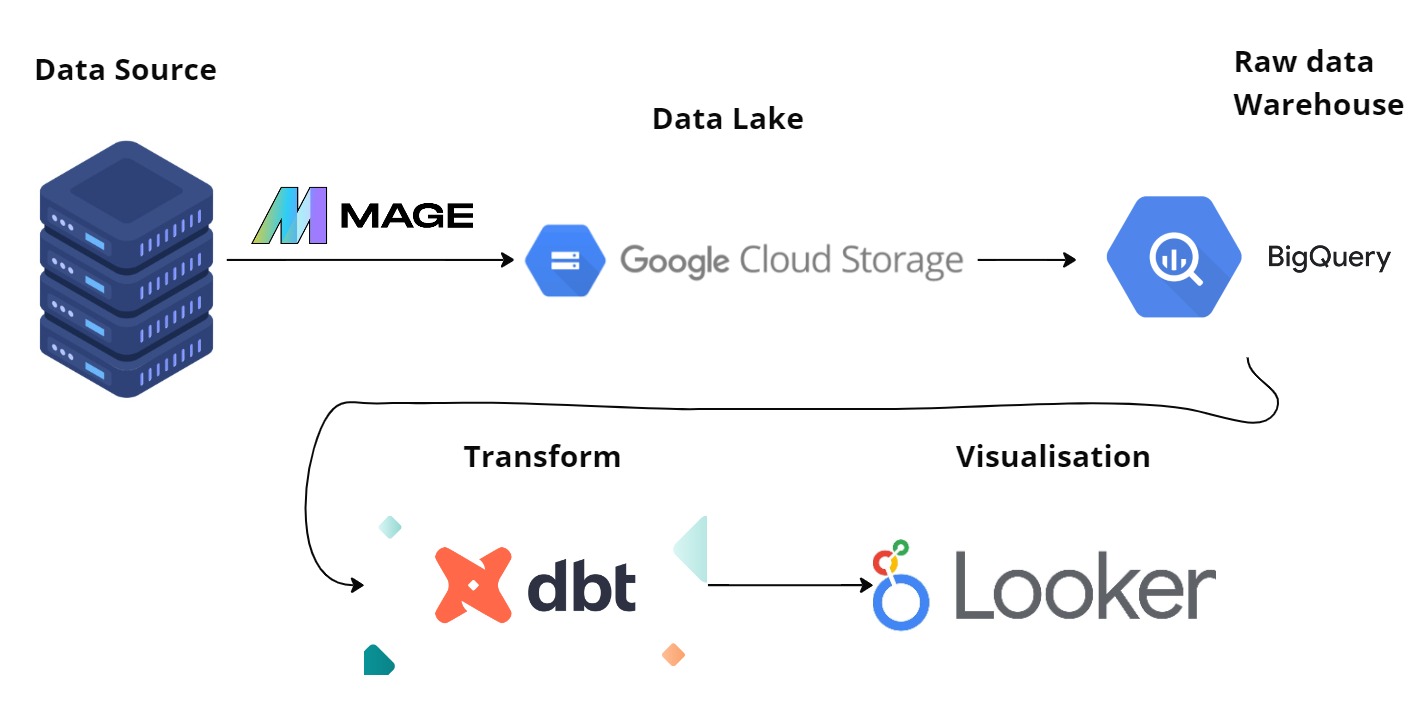 Data Source
Raw data
Warehouse
Data Lake
MAGE
Google Cloud Storage
BigQuery
Transform
Visualisation
dbt
Looker